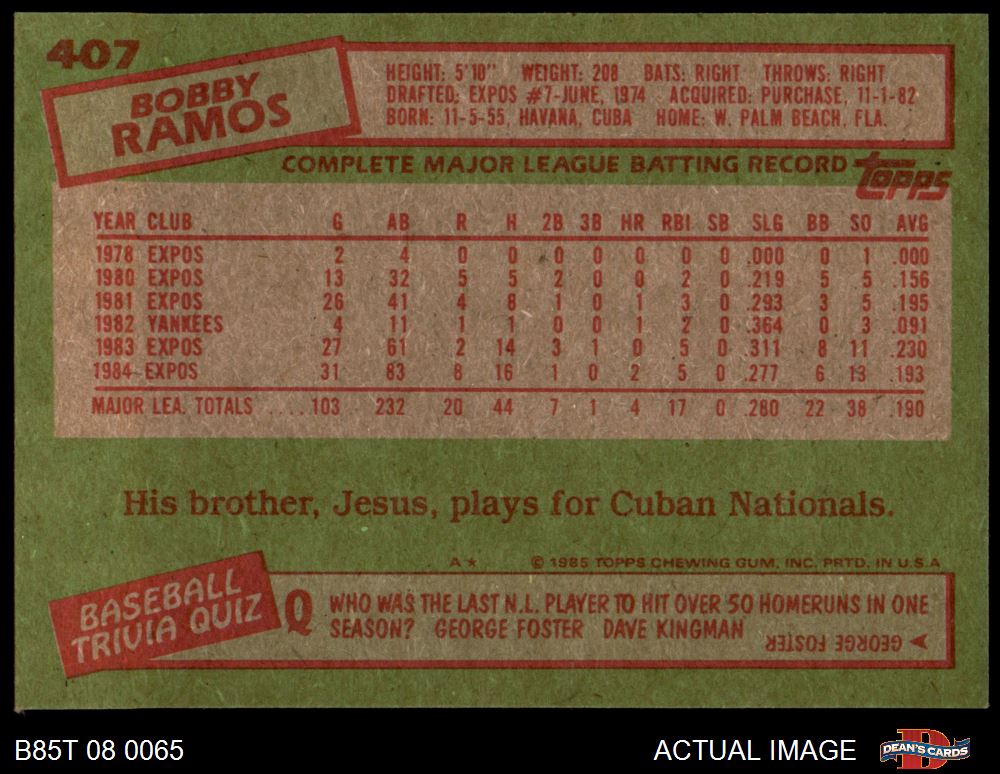 407
BOBBY
RAMOS
HEIGHT: 5'10" WEIGHT: 208 BATS: RIGHT THROWS: RIGHT
DRAFTED: EXPOS #7-JUNE, 1974 ACQUIRED: PURCHASE, 11-1-82
BORN: 11-5-55, HAVANA, CUBA HOME: W. PALM BEACH, FLA.
COMPLETE MAJOR LEAGUE BATTING RECORD
Topps
YEAR CLUB G AB R H 2B 3B HR RBI SB SLG BB SO AVG
1978 EXPOS 2 4 0 0 0 0 0 0 0 .000 0 1 .000
1980 EXPOS 13 32 5 5 2 0 0 2 0 .219 5 5 .156
1981 EXPOS 26 41 4 8 1 0 1 3 0 .293 3 5 .195
1982 YANKEES 4 11 1 1 0 0 1 2 0 .364 0 3 .091
1983 EXPOS 27 61 2 14 3 1 0 5 0 .311 8 11 .230
1984 EXPOS 31 83 8 16 1 0 2 5 0 .277 6 13 .193
MAJOR LEA. TOTALS .... 103 232 20 44 7 1 4 17 0 .280 22 38 .190
His brother, Jesus, plays for Cuban Nationals.
A★ © 1985 TOPPS CHEWING GUM, INC. PRTD. IN U.S.A
BASEBALL
TRIVIA QUIZ
Q WHO WAS THE LAST N.L. PLAYER TO HIT OVER 50 HOMERUNS IN ONE
SEASON? GEORGE FOSTER DAVE KINGMAN
GEORGE FOSTER
B85T 08 0065
ACTUAL IMAGE
DEAN'S CARDS